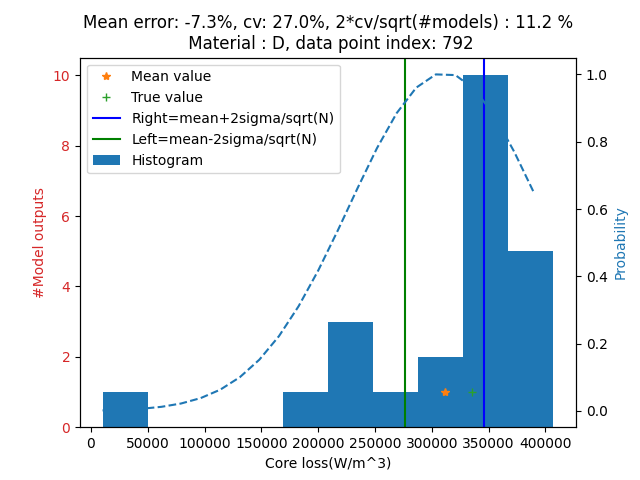 Mean error: -7.3%, cv: 27.0%, 2*cv/sqrt(#models) : 11.2 %
Material : D, data point index: 792
Mean value
True value
Right=mean+2sigma/sqrt(N)
Left=mean-2sigma/sqrt(N)
Histogram
#Model outputs
10
8
6
4
2
0
1.0
0.8
0.6
0.4
0.2
0.0
Probability
0 50000 100000 150000 200000 250000 300000 350000 400000
Core loss(W/m^3)